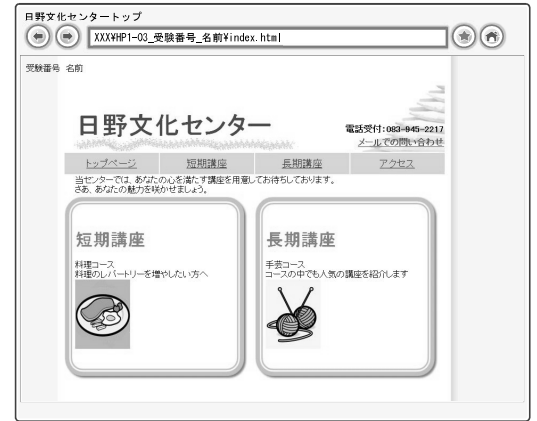 日野文化センタートップ
XXX¥HP1-03_受験番号_名前¥index.html
受験番号 名前
日野文化センター
電話受付:083-945-2217
メールでの問い合わせ
トップページ 短期講座 長期講座 アクセス
当センターでは、あなたの心を満たす講座を用意してお待ちしております。
さあ、あなたの魅力を咲かせましょう。
短期講座
料理コース
料理のレパートリーを増やしたい方へ
長期講座
手芸コース
コースの中でも人気の講座を紹介します